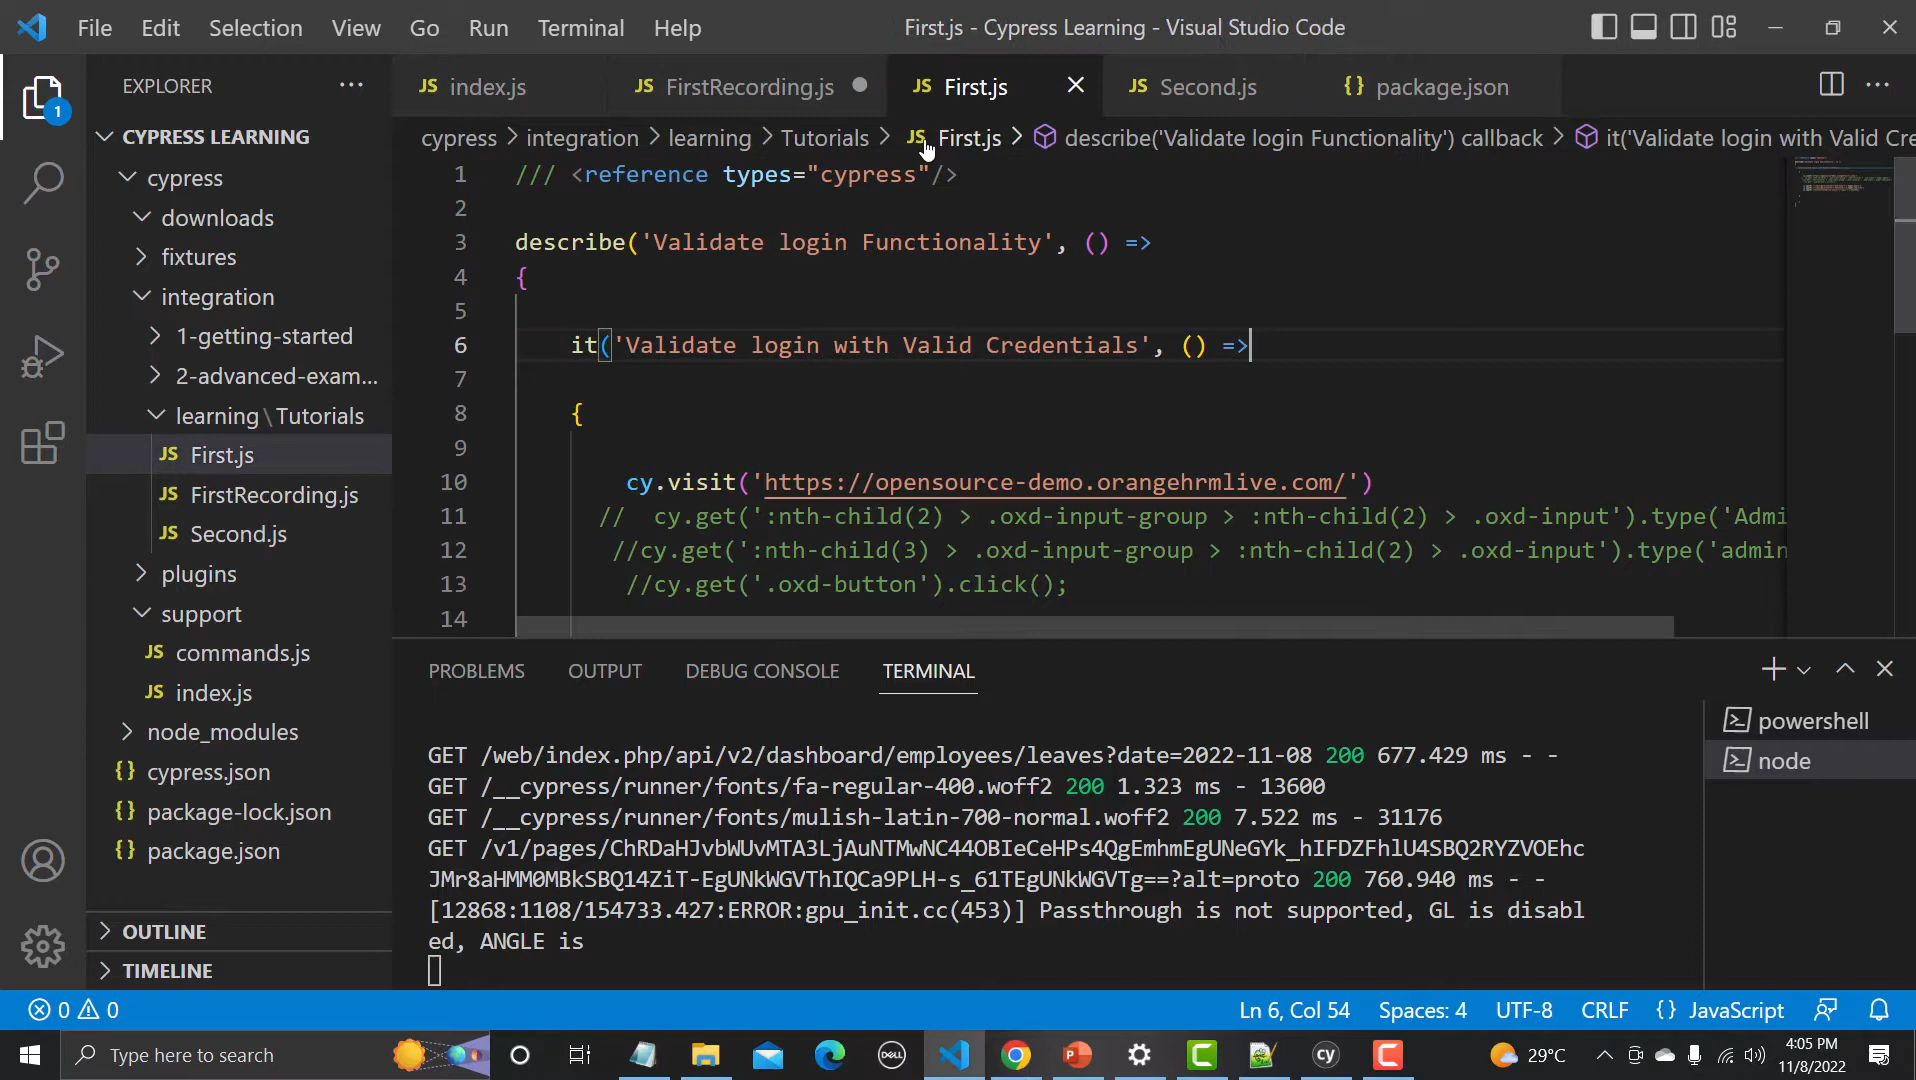 File Edit Selection View Go Run Terminal Help
First.js - Cypress Learning - Visual Studio Code
EXPLORER
JS index.js
JS FirstRecording.js
JS First.js
JS Second.js
{} package.json
cypress > integration > learning > Tutorials > JS First.js > describe('Validate login Functionality') callback > it('Validate login with Valid Cre
1
CYPRESS LEARNING
cypress
downloads
fixtures
integration
1-getting-started
2-advanced-exam...
learning\Tutorials
JS First.js
JS FirstRecording.js
JS Second.js
plugins
support
JS commands.js
JS index.js
node_modules
{} cypress.json
{} package-lock.json
{} package.json
OUTLINE
TIMELINE
1 /// <reference types="cypress"/>
2
3 describe('Validate login Functionality', () =>
4 {
5
6 it('Validate login with Valid Credentials', () =>
7
8 {
9
10 cy.visit('https://opensource-demo.orangehrmlive.com/')
11 // cy.get(':nth-child(2) > .oxd-input-group > :nth-child(2) > .oxd-input').type('Admi
12 //cy.get(':nth-child(3) > .oxd-input-group > :nth-child(2) > .oxd-input').type('admin
13 //cy.get('.oxd-button').click();
14
PROBLEMS OUTPUT DEBUG CONSOLE TERMINAL
powershell
node
GET /web/index.php/api/v2/dashboard/employees/leaves?date=2022-11-08 200 677.429 ms - -
GET /__cypress/runner/fonts/fa-regular-400.woff2 200 1.323 ms - 13600
GET /__cypress/runner/fonts/mulish-latin-700-normal.woff2 200 7.522 ms - 31176
GET /v1/pages/ChRDaHJvbWUvMTA3LjAuNTMwNC44OBIeCeHPs4QgEmhmEgUNeGYk_hIFDZFhlU4SBQ2RYZVOEhc
JMr8aHMM0MBkSBQ14ZiT-EgUNkWGVThIQCa9PLH-s_61TEgUNkWGVTg==?alt=proto 200 760.940 ms - -
[12868:1108/154733.427:ERROR:gpu_init.cc(453)] Passthrough is not supported, GL is disabl
ed, ANGLE is
0 0
Ln 6, Col 54 Spaces: 4 UTF-8 CRLF {} JavaScript
Type here to search
DELL
cy
29°C
4:05 PM
11/8/2022